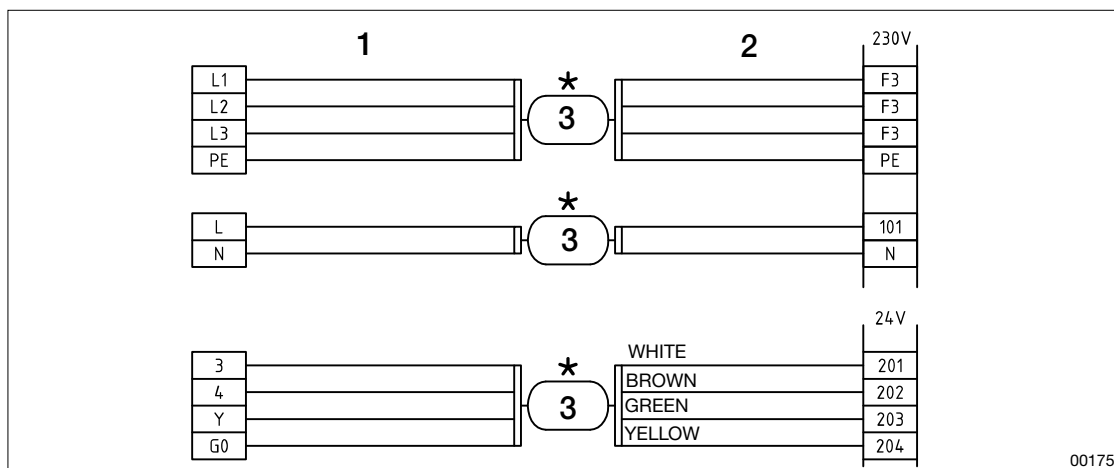 1 2 230V
L1 F3
* 
L2 F3
3
L3 F3
PE PE
*
L 101
3
N N
24V
WHITE
3 * 201
BROWN
4 202
3
GREEN
Y 203
YELLOW
G0 204
00175